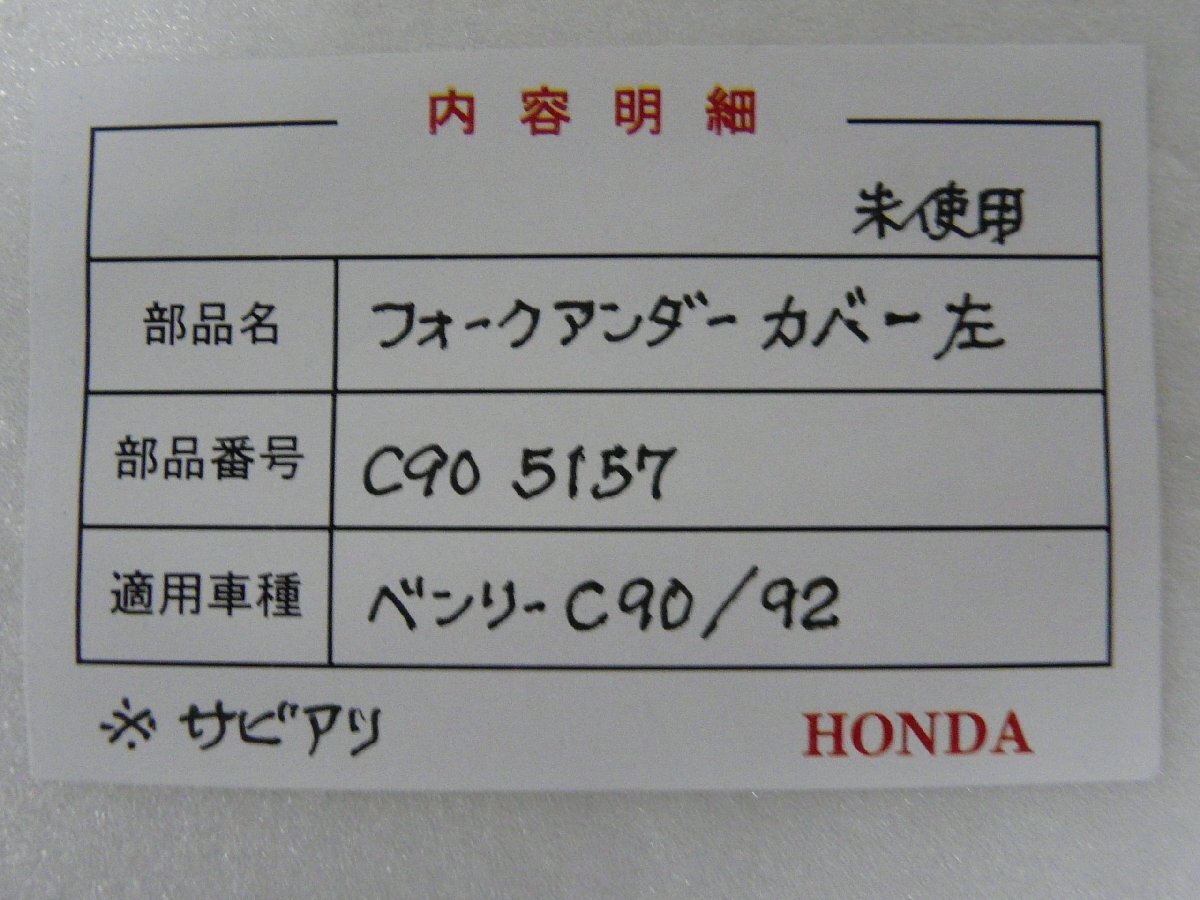 内容明細
未使用
部品名 フォークアンダーカバー左
部品番号 C90 5157
適用車種 ベンリーC90/92
※サビアリ HONDA